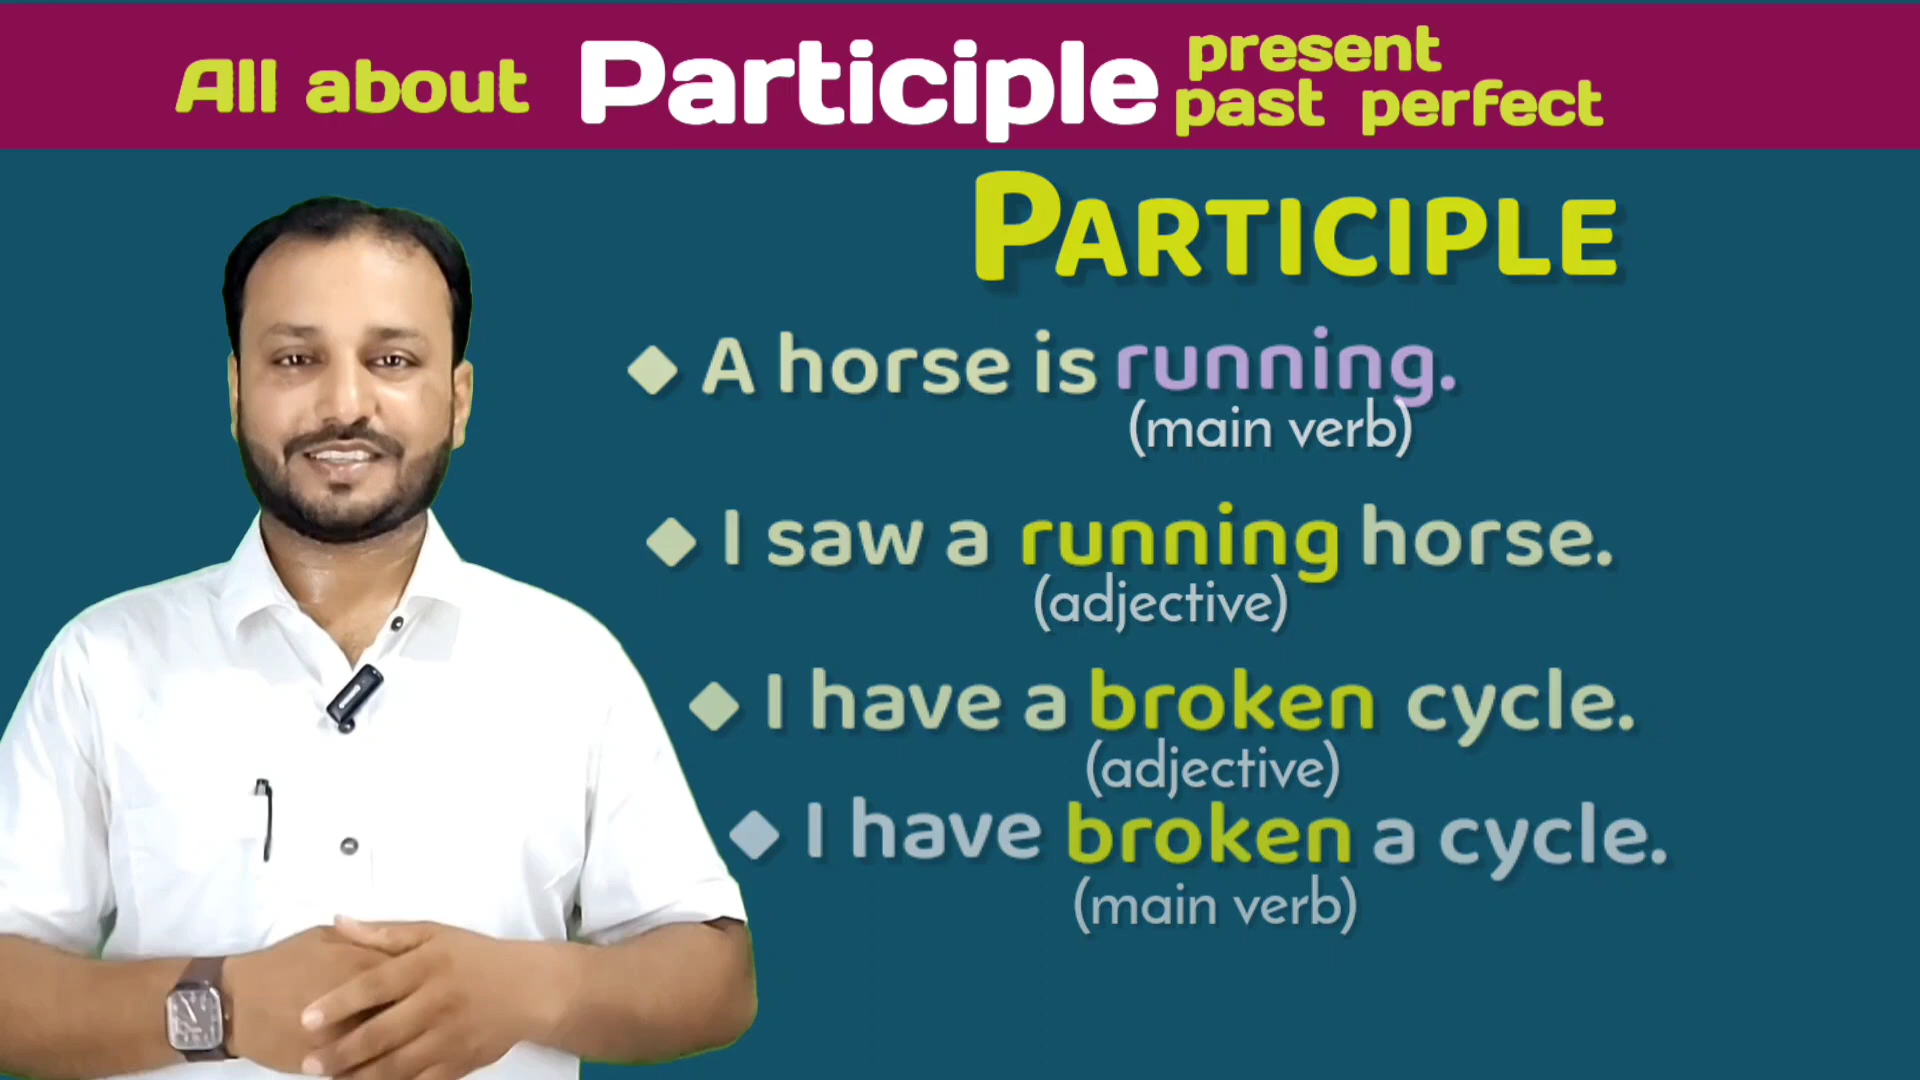 All about Participle present
past perfect
PARTICIPLE
◆ A horse is running.
(main verb)
◆ I saw a running horse.
(adjective)
◆ I have a broken cycle.
(adjective)
◆ I have broken a cycle.
(main verb)